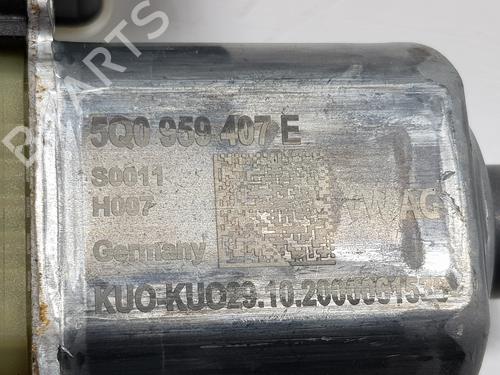 5Q0 959 407 E
S0011
H007
VWAG
Germany
KUO-KUO29.10.20
B PARTS